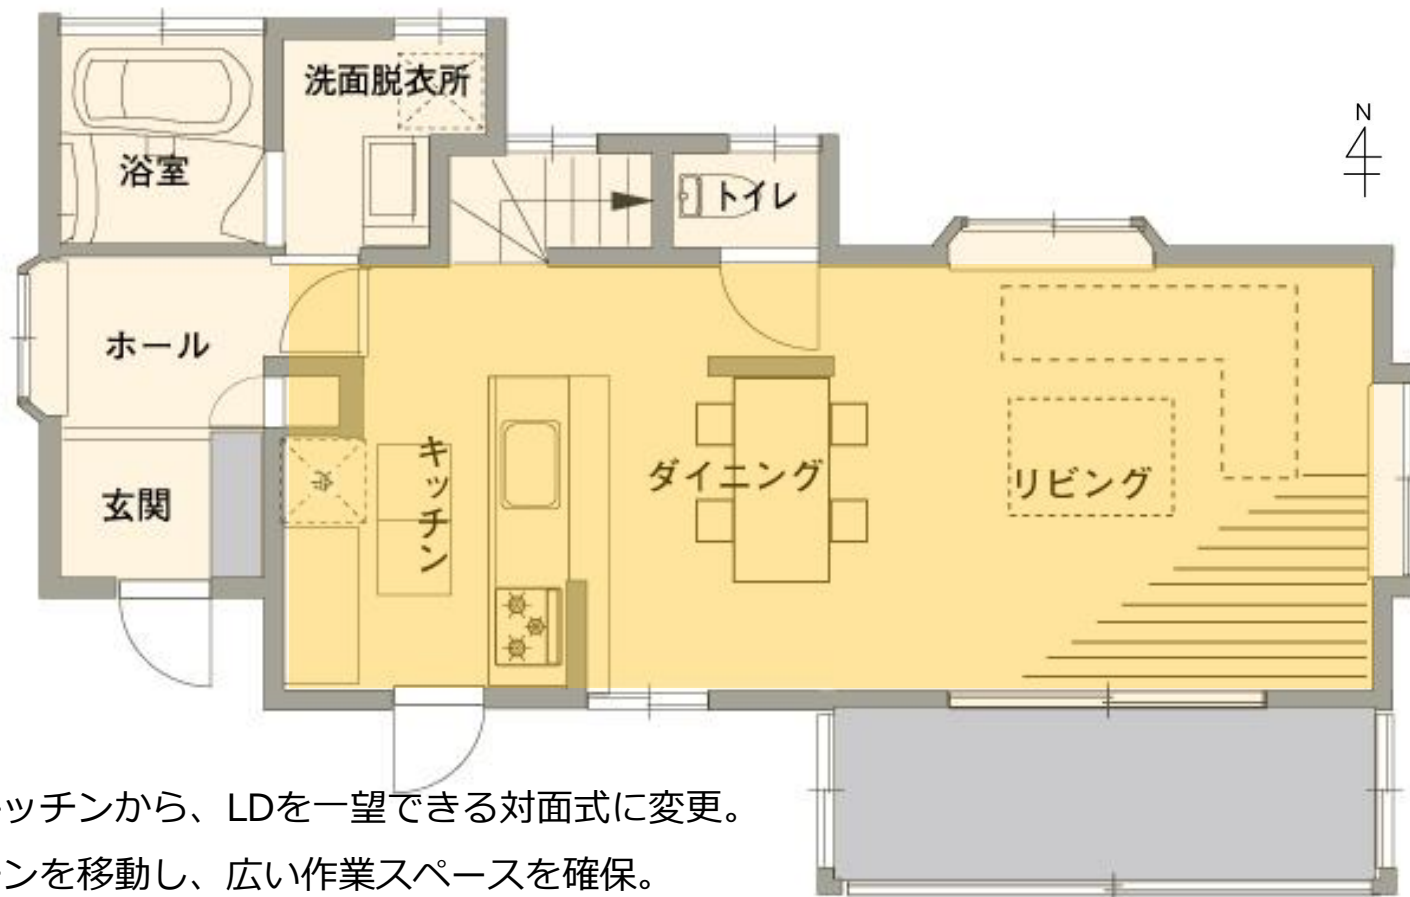 洗面脱衣所
N
浴室
トイレ
ホール
キッチン
ダイニング
リビング
冷
玄関
ッチンから、LDを一望できる対面式に変更。
ンを移動し、広い作業スペースを確保。